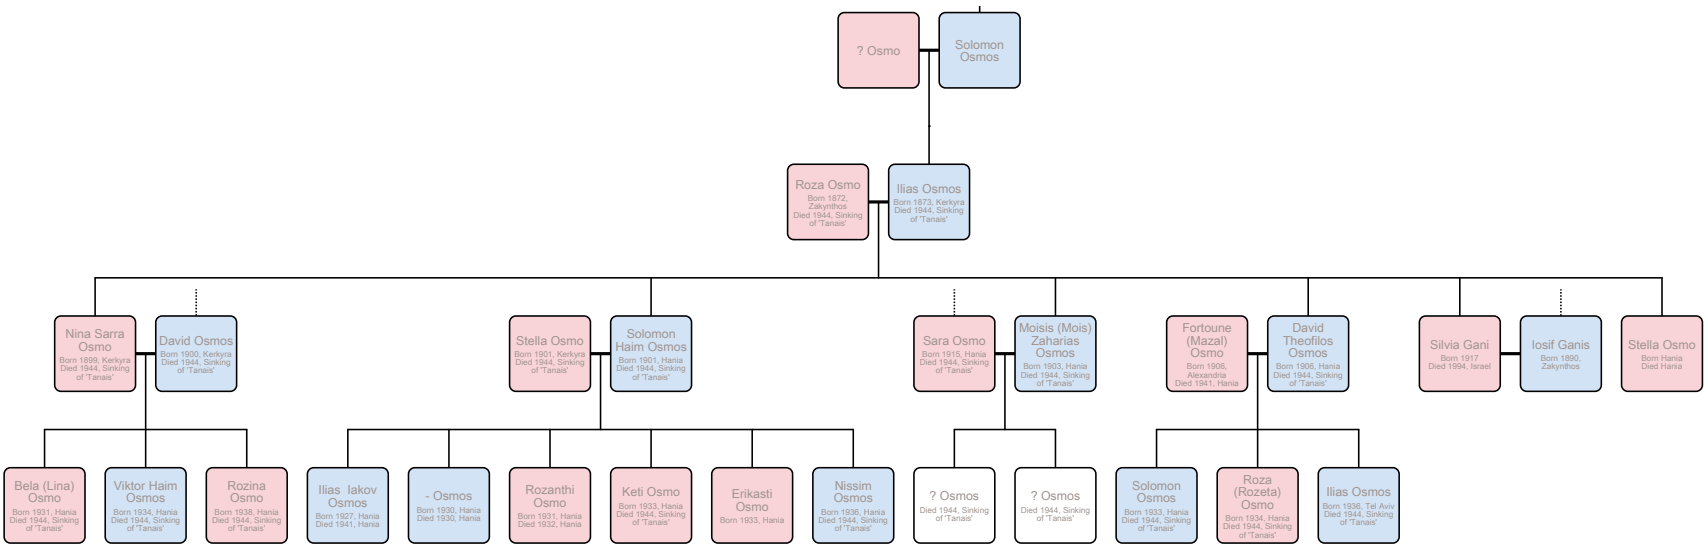 ? Osmo
Solomon
Osmos
Roza Osmo
Born 1872,
Zakynthos
Died 1944, Sinking
of 'Tanais'
Ilias Osmos
Born 1873, Kerkyra
Died 1944, Sinking
of 'Tanais'
Nina Sarra
Osmo
Born 1899, Kerkyra
Died 1944, Sinking
of 'Tanais'
David Osmos
Born 1900, Kerkyra
Died 1944, Sinking
of 'Tanais'
Stella Osmo
Born 1901, Kerkyra
Died 1944, Sinking
of 'Tanais'
Solomon
Haim Osmos
Born 1901, Hania
Died 1944, Sinking
of 'Tanais'
Sara Osmo
Born 1915, Hania
Died 1944, Sinking
of 'Tanais'
Moisis (Mois)
Zaharias
Osmos
Born 1903, Hania
Died 1944, Sinking
of 'Tanais'
Fortoune
(Mazal)
Osmo
Born 1908,
Alexandria
Died 1941, Hania
David
Theofilos
Osmos
Born 1906, Hania
Died 1944, Sinking
of 'Tanais'
Silvia Gani
Born 1917
Died 1994, Israel
Iosif Ganis
Born 1890,
Zakynthos
Stella Osmo
Born Hania
Died Hania
Bela (Lina)
Osmo
Born 1931, Hania
Died 1944, Sinking
of 'Tanais'
Viktor Haim
Osmos
Born 1934, Hania
Died 1944, Sinking
of 'Tanais'
Rozina
Osmo
Born 1938, Hania
Died 1944, Sinking
of 'Tanais'
Ilias Iakov
Osmos
Born 1927, Hania
Died 1941, Hania
- Osmos
Born 1930, Hania
Died 1930, Hania
Rozanthi
Osmo
Born 1931, Hania
Died 1932, Hania
Keti Osmo
Born 1933, Hania
Died 1944, Sinking
of 'Tanais'
Erikasti
Osmo
Born 1933, Hania
Nissim
Osmos
Born 1936, Hania
Died 1944, Sinking
of 'Tanais'
? Osmos
Died 1944, Sinking
of 'Tanais'
? Osmos
Died 1944, Sinking
of 'Tanais'
Solomon
Osmos
Born 1933, Hania
Died 1944, Sinking
of 'Tanais'
Roza
(Rozeta)
Osmo
Born 1934, Hania
Died 1944, Sinking
of 'Tanais'
Ilias Osmos
Born 1936, Tel Aviv
Died 1944, Sinking
of 'Tanais'